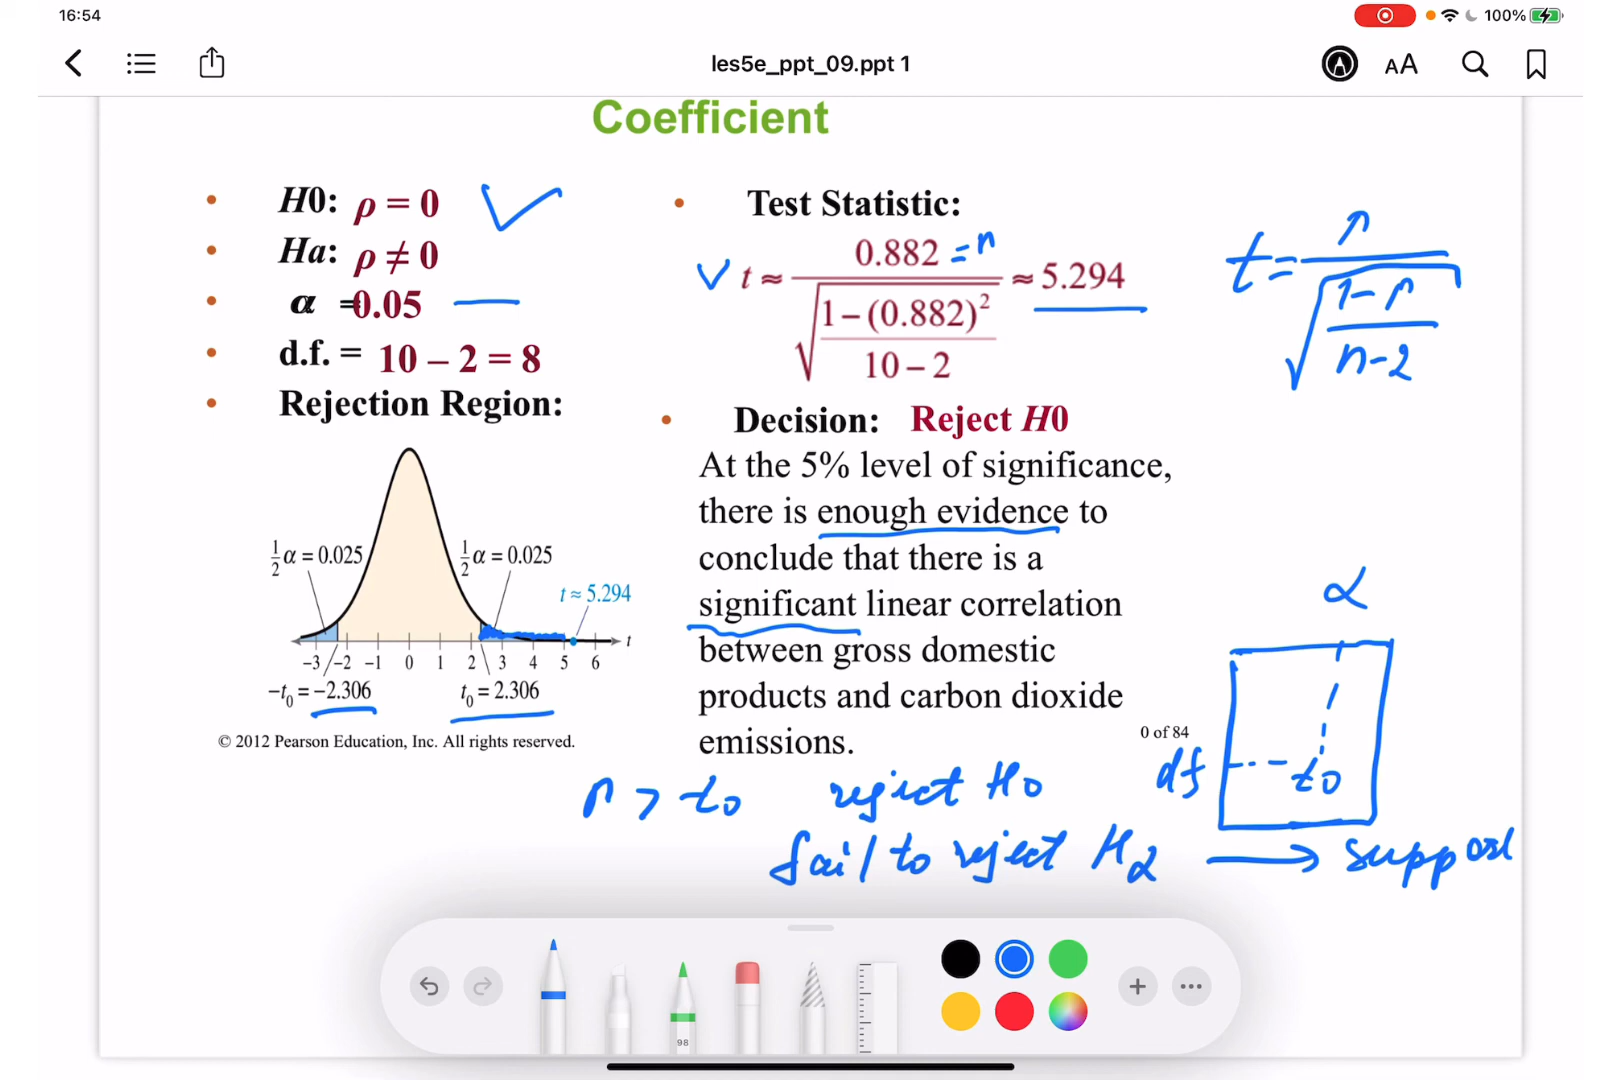 16:54
100%
les5e_ppt_09.ppt 1
AA
Coefficient
• H0: ρ = 0
• Ha: ρ ≠ 0
• α =0.05
• d.f. = 10 – 2 = 8
• Rejection Region:
½α = 0.025
½α = 0.025
t ≈ 5.294
t
–3 –2 –1 0 1 2 3 4 5 6
–t₀ = –2.306
t₀ = 2.306
© 2012 Pearson Education, Inc. All rights reserved.
• Test Statistic:
t ≈ 0.882 / √((1 – (0.882)²) / (10 – 2)) ≈ 5.294
= r
t = r / √((1 – r) / (n-2))
• Decision: Reject H0
At the 5% level of significance,
there is enough evidence to
conclude that there is a
significant linear correlation
between gross domestic
products and carbon dioxide
emissions.
0 of 84
α
df
t0
r > t0 reject H0
fail to reject Hα → support
98